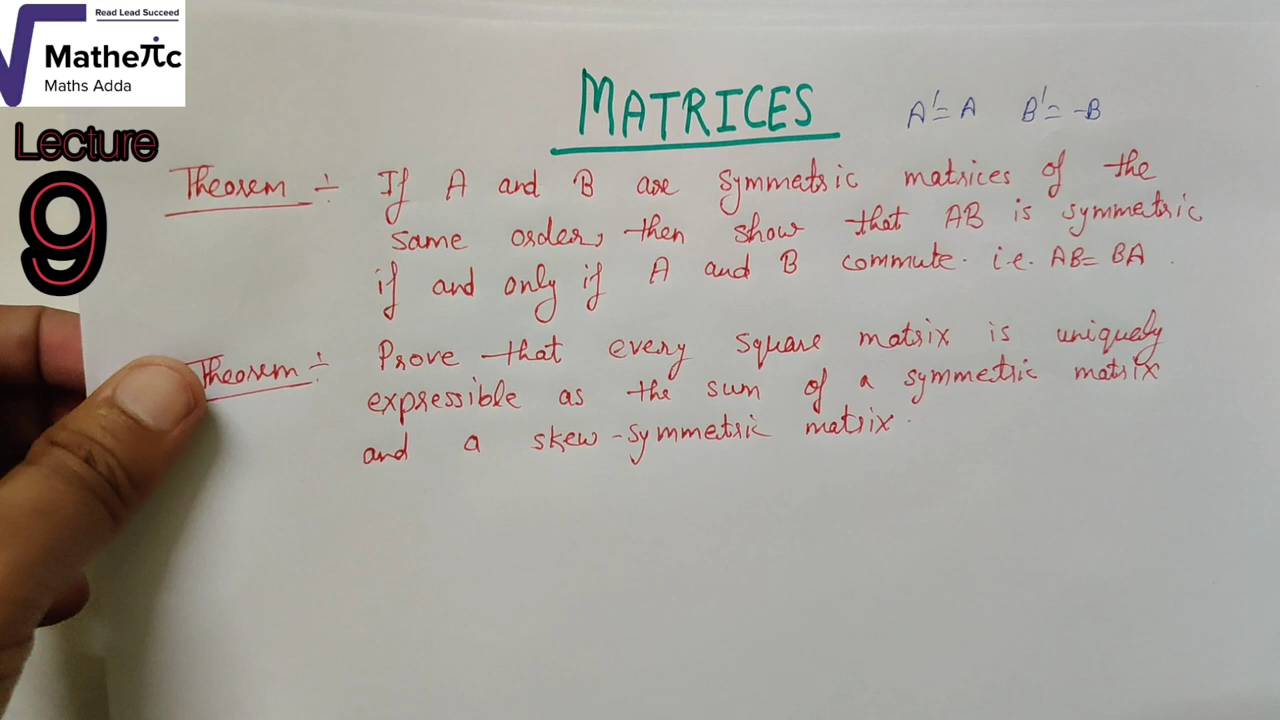 Read Lead Succeed
Matheπc
Maths Adda
Lecture
9
MATRICES
A'= A B'= -B
Theorem ÷ If A and B are symmetric matrices of the
same order, then show that AB is symmetric
if and only if A and B commute. i.e. AB= BA.
Theorem ÷ Prove that every square matrix is uniquely
expressible as the sum of a symmetric matrix
and a skew-symmetric matrix.